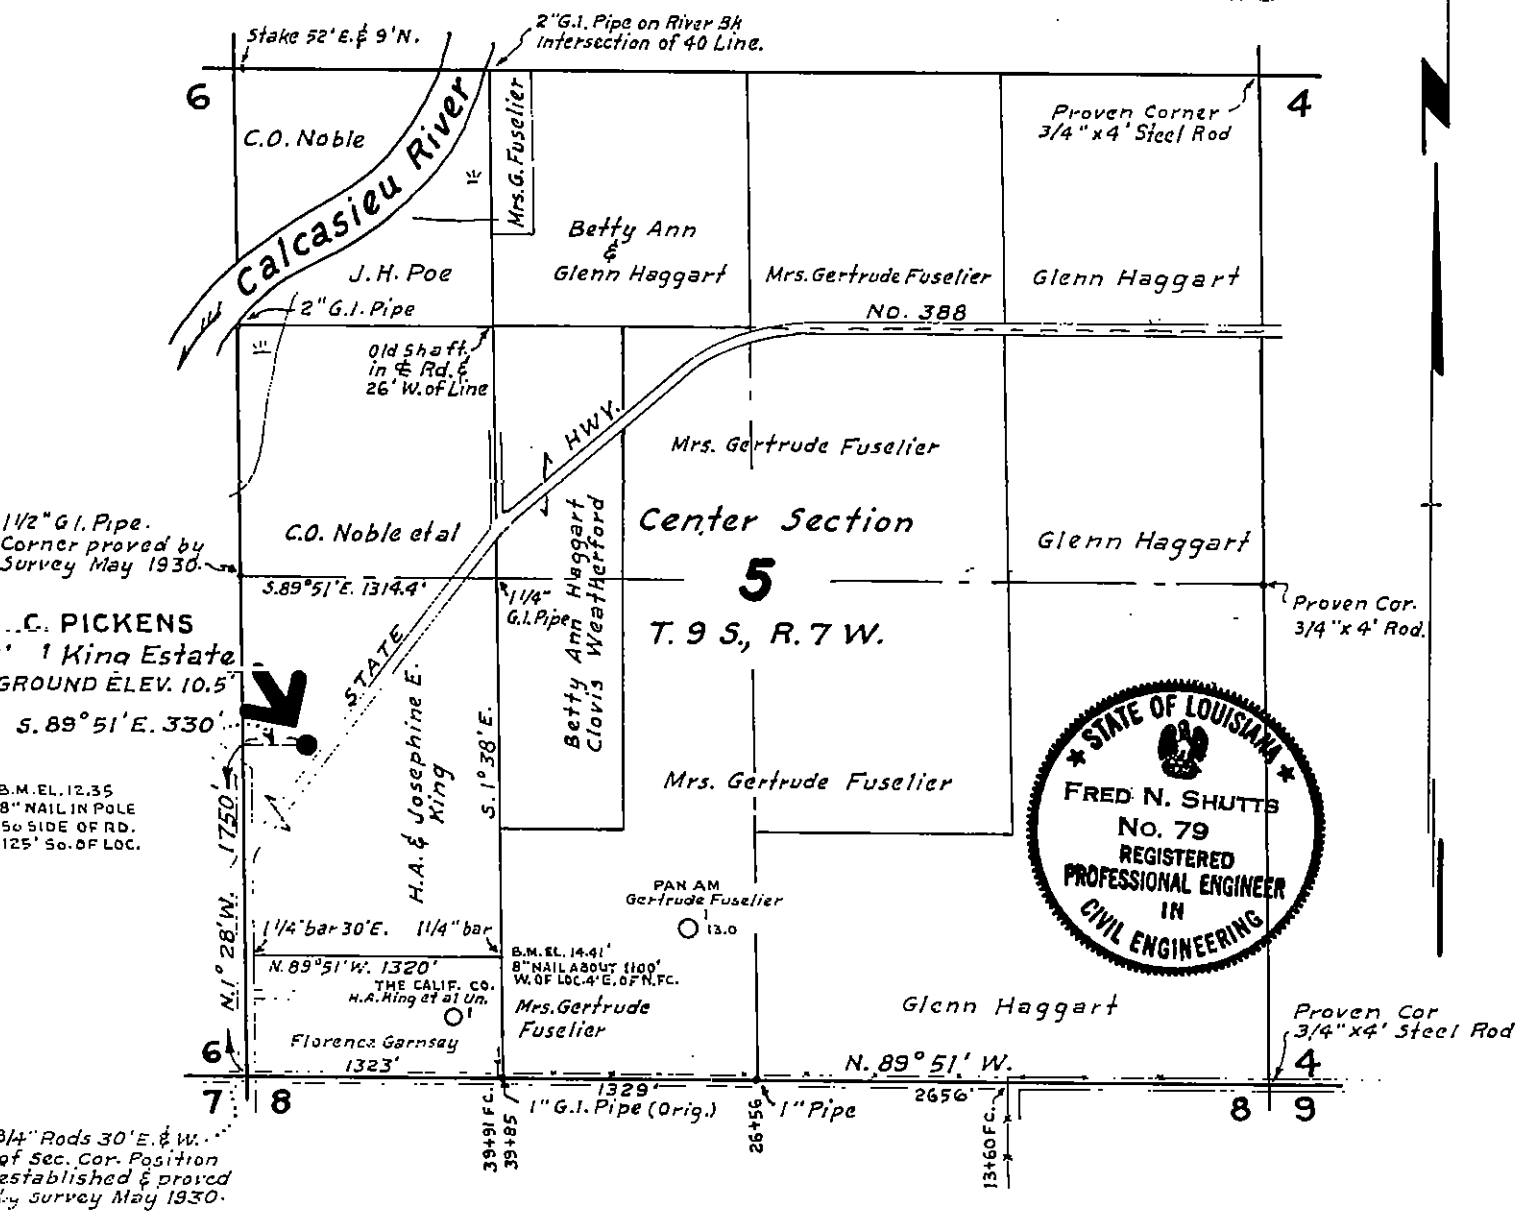 Stake 52' E. & 9' N.
2" G.I. Pipe on River Bk
Intersection of 40 Line.
6
4
C.O. Noble
Calcasieu River
Mrs. G. Fuselier
Proven Corner
3/4" x 4' Steel Rod
J.H. Poe
Betty Ann
&
Glenn Haggart
Mrs. Gertrude Fuselier
Glenn Haggart
2" G.I. Pipe
No. 388
Old Shaft
in ℄ Rd. &
26' W. of Line
STATE HWY.
Mrs. Gertrude Fuselier
1 1/2" G.I. Pipe.
Corner proved by
Survey May 1930.
C.O. Noble et al
Betty Ann Haggart
Clovis Weatherford
Center Section
5
T. 9 S., R. 7 W.
Glenn Haggart
S. 89° 51' E. 1314.4'
1 1/4"
G.I. Pipe
Proven Cor.
3/4" x 4' Rod.
C. PICKENS
1 King Estate
GROUND ELEV. 10.5'
S. 89° 51' E. 330'
B.M. EL. 12.35
8" NAIL IN POLE
So SIDE OF RD.
125' So. OF LOC.
N. 1° 28' W. 1750'
H.A. & Josephine E.
King
S. 1° 38' E.
Mrs. Gertrude Fuselier
STATE OF LOUISIANA
FRED N. SHUTTS
No. 79
REGISTERED
PROFESSIONAL ENGINEER
IN
CIVIL ENGINEERING
PAN AM
Gertrude Fuselier
1
13.0
1 1/4" bar 30' E.
1 1/4" bar
N. 89° 51' W. 1320'
THE CALIF. CO.
H.A. King et al Un.
1
B.M. EL. 14.41'
8" NAIL ABOUT 1100'
W. OF LOC. 4' E. OF N. FC.
Mrs. Gertrude
Fuselier
Glenn Haggart
Florence Garnsey
1323'
N. 89° 51' W.
Proven Cor
3/4" x 4' Steel Rod
6
4
7
8
1329'
2656'
8
9
1" G.I. Pipe (Orig.)
1" Pipe
39+91 FC.
39+85
26+56
13+60 FC.
3/4" Rods 30' E. & W.
of Sec. Cor. Position
established & proved
by survey May 1930.